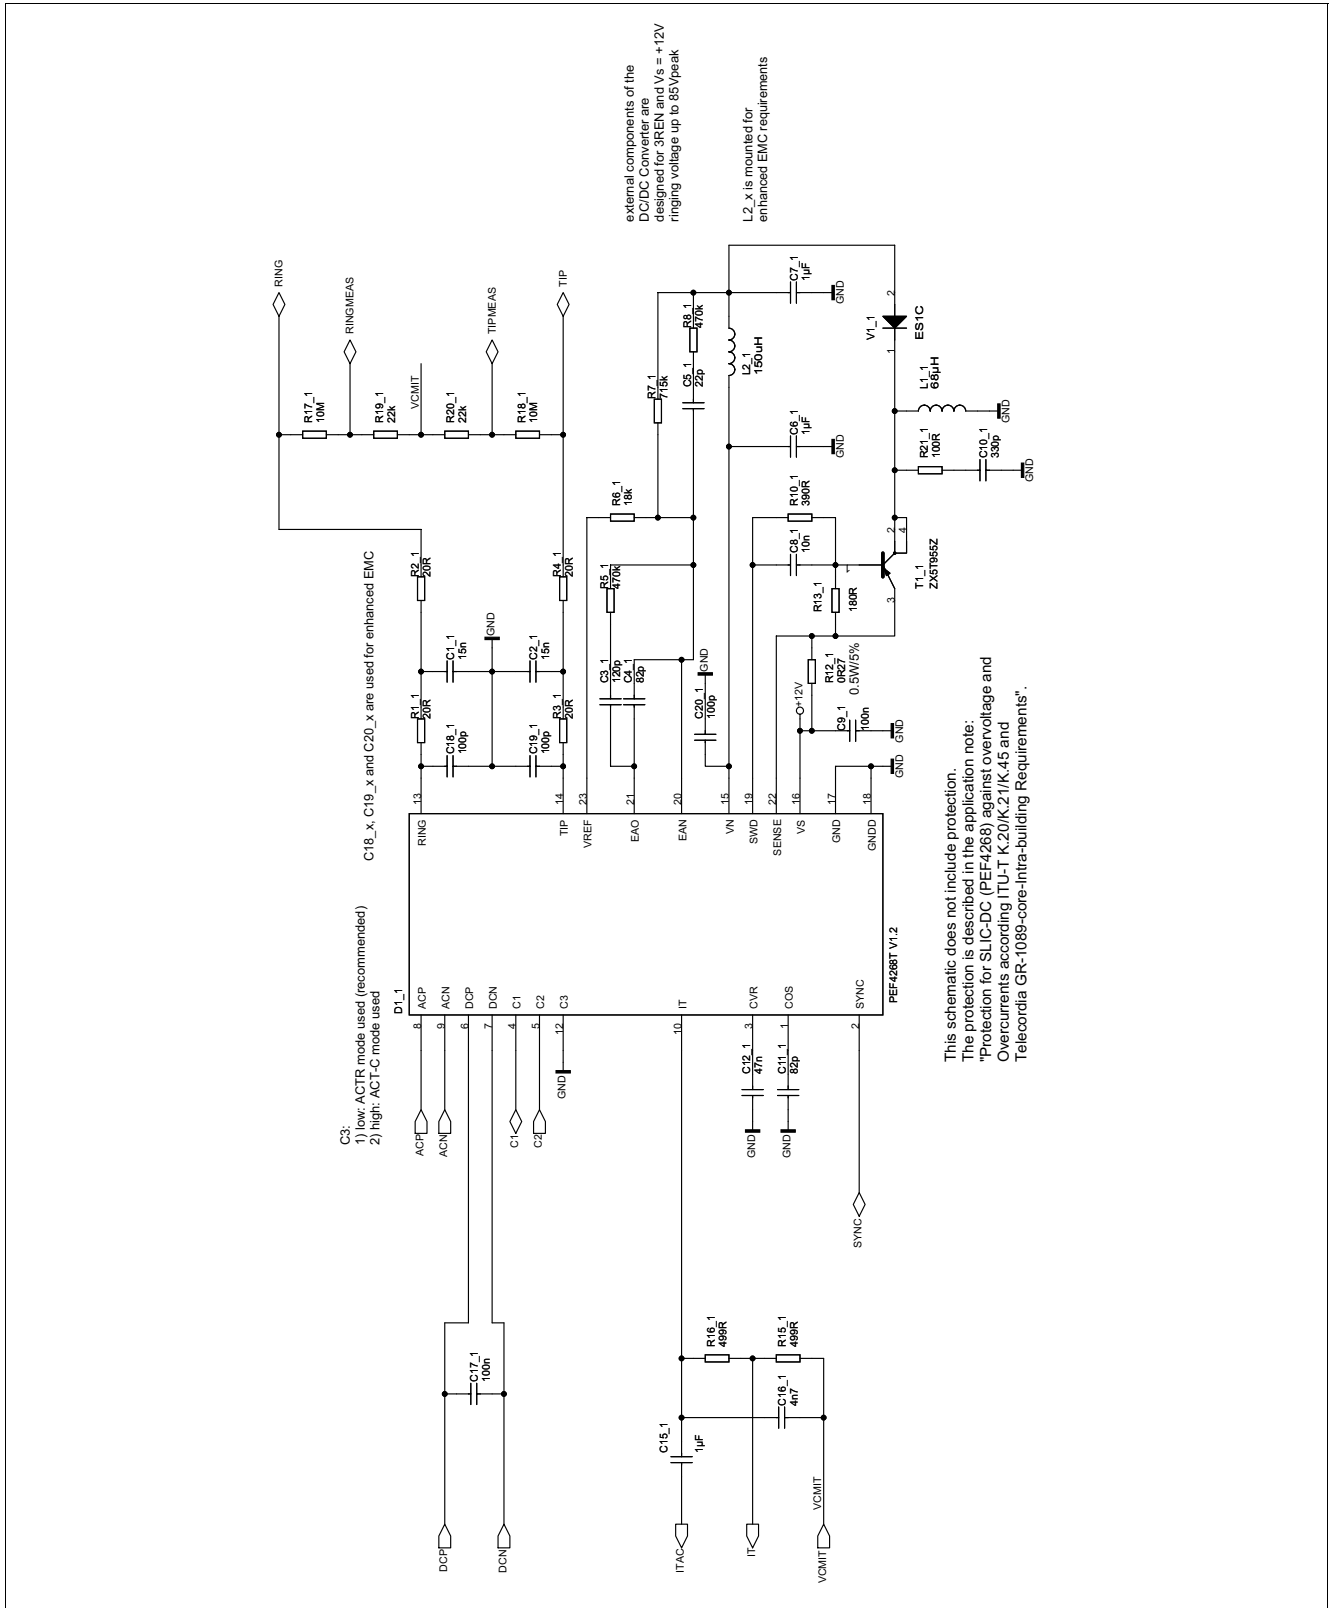 external components of the
DC/DC Converter are
designed for 3REN and Vs = +12V
ringing voltage up to 85Vpeak
L2_x is mounted for
enhanced EMC requirements
RING
RINGMEAS
VCMIT
TIPMEAS
TIP
R17_1
10M
R19_1
22k
R20_1
22k
R18_1
10M
C18_x, C19_x and C20_x are used for enhanced EMC
R2_1
20R
R4_1
20R
C1_1
15n
C2_1
15n
GND
R1_1
20R
R3_1
20R
C18_1
100p
C19_1
100p
R5_1
470k
C3_1
120p
C4_1
82p
R6_1
18k
R7_1
715k
C5_1
22p
R8_1
470k
C20_1
100p
GND
L2_1
150uH
C6_1
1µF
GND
C7_1
1µF
GND
C8_1
10n
R10_1
390R
R13_1
180R
1
2
4
3
T1_1
ZX5T955Z
R21_1
100R
C10_1
330p
GND
L1_1
68µH
GND
V1_1
ES1C
1
2
R12_1
0R27
0.5W/5%
+12V
C9_1
100n
GND
GND
13
14
23
21
20
15
19
22
16
17
18
RING
TIP
VREF
EAO
EAN
VN
SWD
SENSE
VS
GND
GNDD
D1_1
PEF4268T V1.2
ACP
ACN
DCP
DCN
C1
C2
C3
IT
CVR
COS
SYNC
8
9
6
7
4
5
12
10
3
1
2
C3:
1) low: ACTR mode used (recommended)
2) high: ACT-C mode used
ACP
ACN
C1
C2
GND
C12_1
47n
GND
C11_1
82p
GND
SYNC
C17_1
100n
DCP
DCN
R16_1
499R
R15_1
499R
C16_1
4n7
C15_1
1µF
ITAC
IT
VCMIT
VCMIT
This schematic does not include protection.
The protection is described in the application note:
"Protection for SLIC-DC (PEF4268) against overvoltage and
Overcurrents according ITU-T K.20/K.21/K.45 and
Telecordia GR-1089-core-Intra-building Requirements".